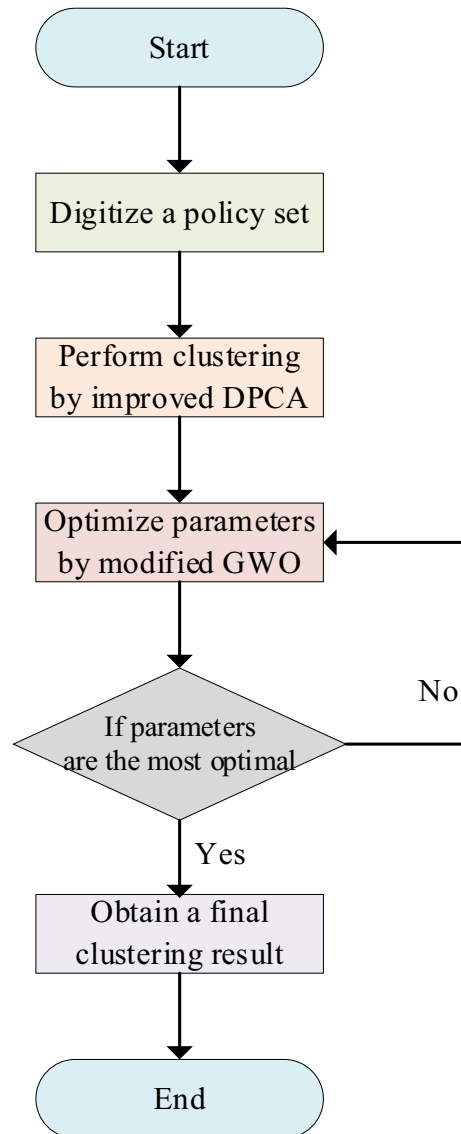 Start
Digitize a policy set
Perform clustering
by improved DPCA
Optimize parameters
by modified GWO
No
If parameters
are the most optimal
Yes
Obtain a final
clustering result
End